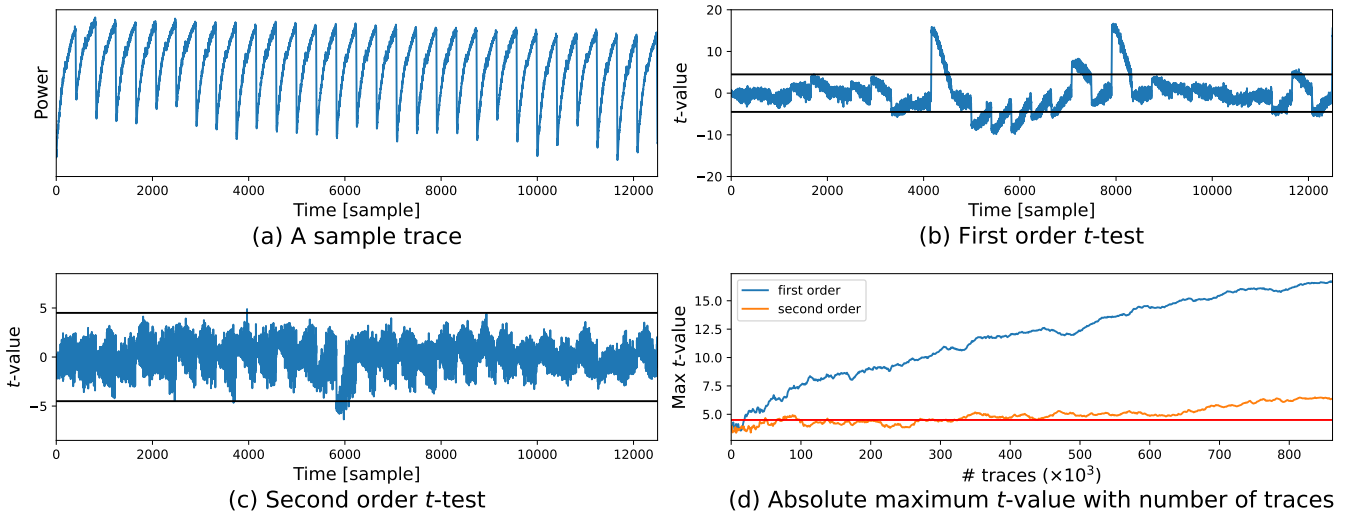 Power
0 2000 4000 6000 8000 10000 12000
Time [sample]
(a) A sample trace
t-value
20
10
0
−10
−20
0 2000 4000 6000 8000 10000 12000
Time [sample]
(b) First order t-test
t-value
5
0
−5
0 2000 4000 6000 8000 10000 12000
Time [sample]
(c) Second order t-test
Max t-value
15.0
12.5
10.0
7.5
5.0
first order
second order
0 100 200 300 400 500 600 700 800
# traces (×10³)
(d) Absolute maximum t-value with number of traces